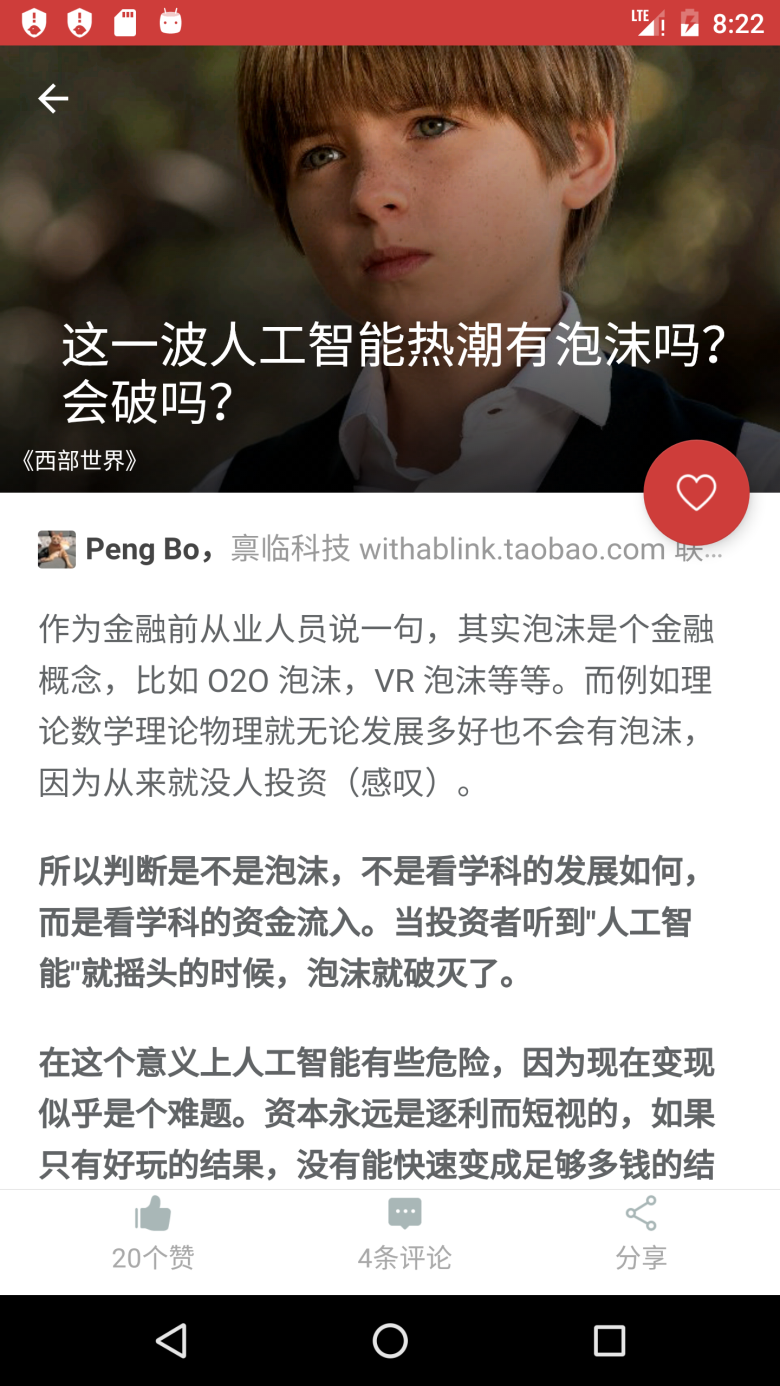 LTE 8:22
这一波人工智能热潮有泡沫吗？
会破吗？
《西部世界》
Peng Bo，禀临科技 withablink.taobao.com 联...
作为金融前从业人员说一句，其实泡沫是个金融
概念，比如 O2O 泡沫，VR 泡沫等等。而例如理
论数学理论物理就无论发展多好也不会有泡沫，
因为从来就没人投资（感叹）。
所以判断是不是泡沫，不是看学科的发展如何，
而是看学科的资金流入。当投资者听到"人工智
能"就摇头的时候，泡沫就破灭了。
在这个意义上人工智能有些危险，因为现在变现
似乎是个难题。资本永远是逐利而短视的，如果
只有好玩的结果，没有能快速变成足够多钱的结
20个赞 4条评论 分享